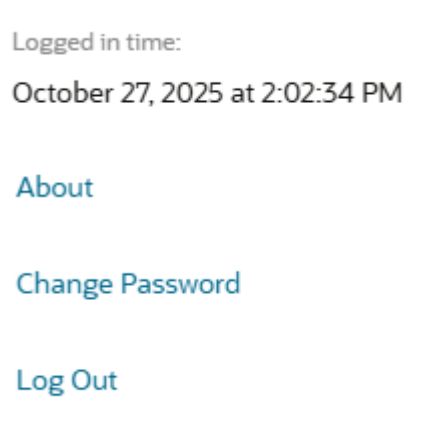 Logged in time:
October 27, 2025 at 2:02:34 PM
About
Change Password
Log Out